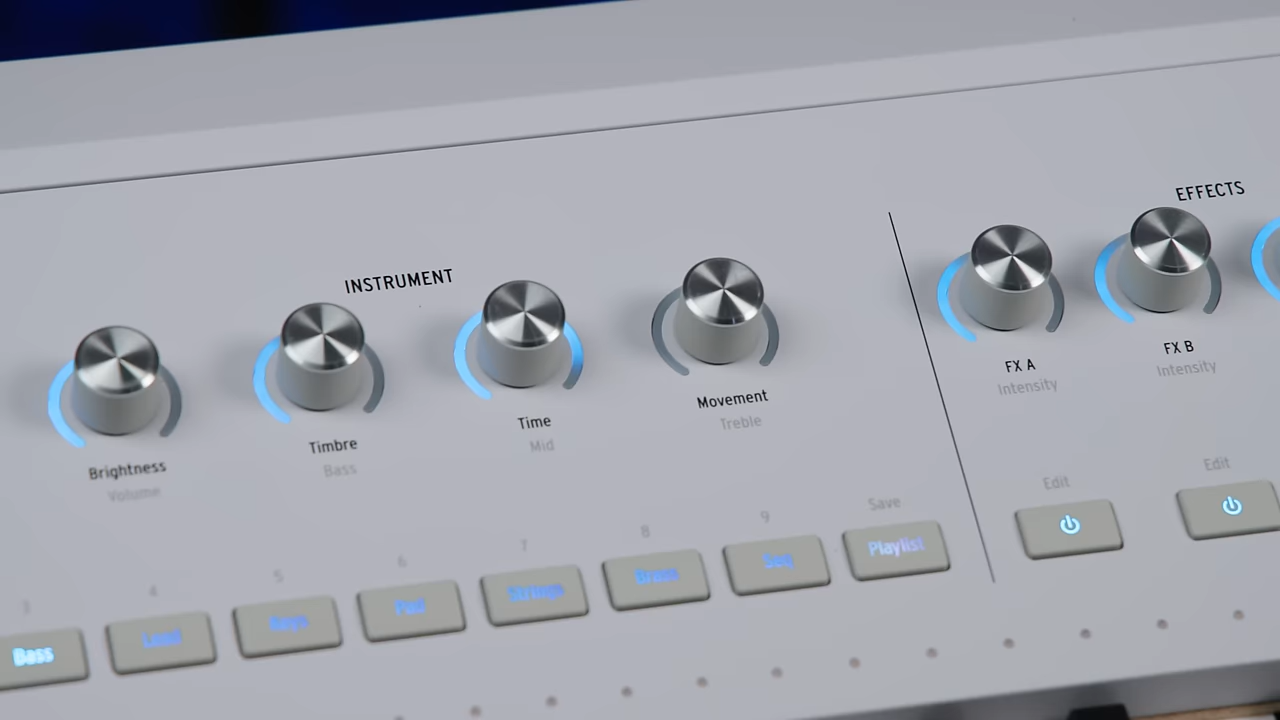 INSTRUMENT
EFFECTS
Brightness
Volume
Timbre
Bass
Time
Mid
Movement
Treble
FX A
Intensity
FX B
Intensity
3
4
5
6
7
8
9
Save
Edit
Edit
Bass
Lead
Keys
Pad
Strings
Brass
Seq
Playlist